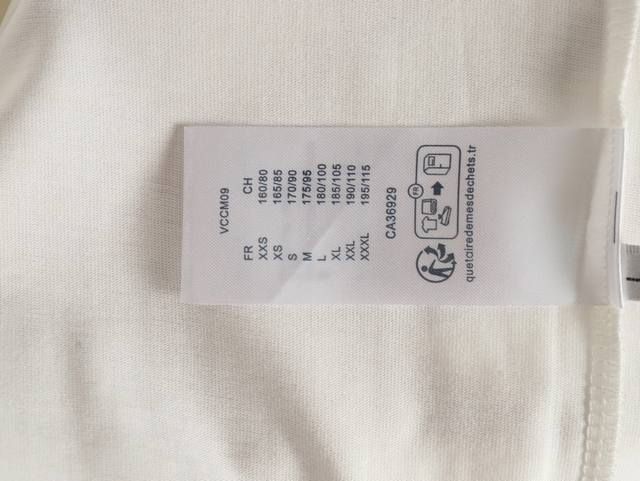 VCCM09
FR CH
XXS 160/80
XS 165/85
S 170/90
M 175/95
L 180/100
XL 185/105
XXL 190/110
XXXL 195/115
CA36929
FR
quefairedemesdechets.fr